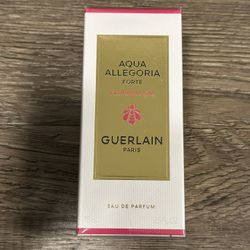 AQUA
ALLEGORIA
FORTE
GUERLAIN
PARIS
EAU DE PARFUM